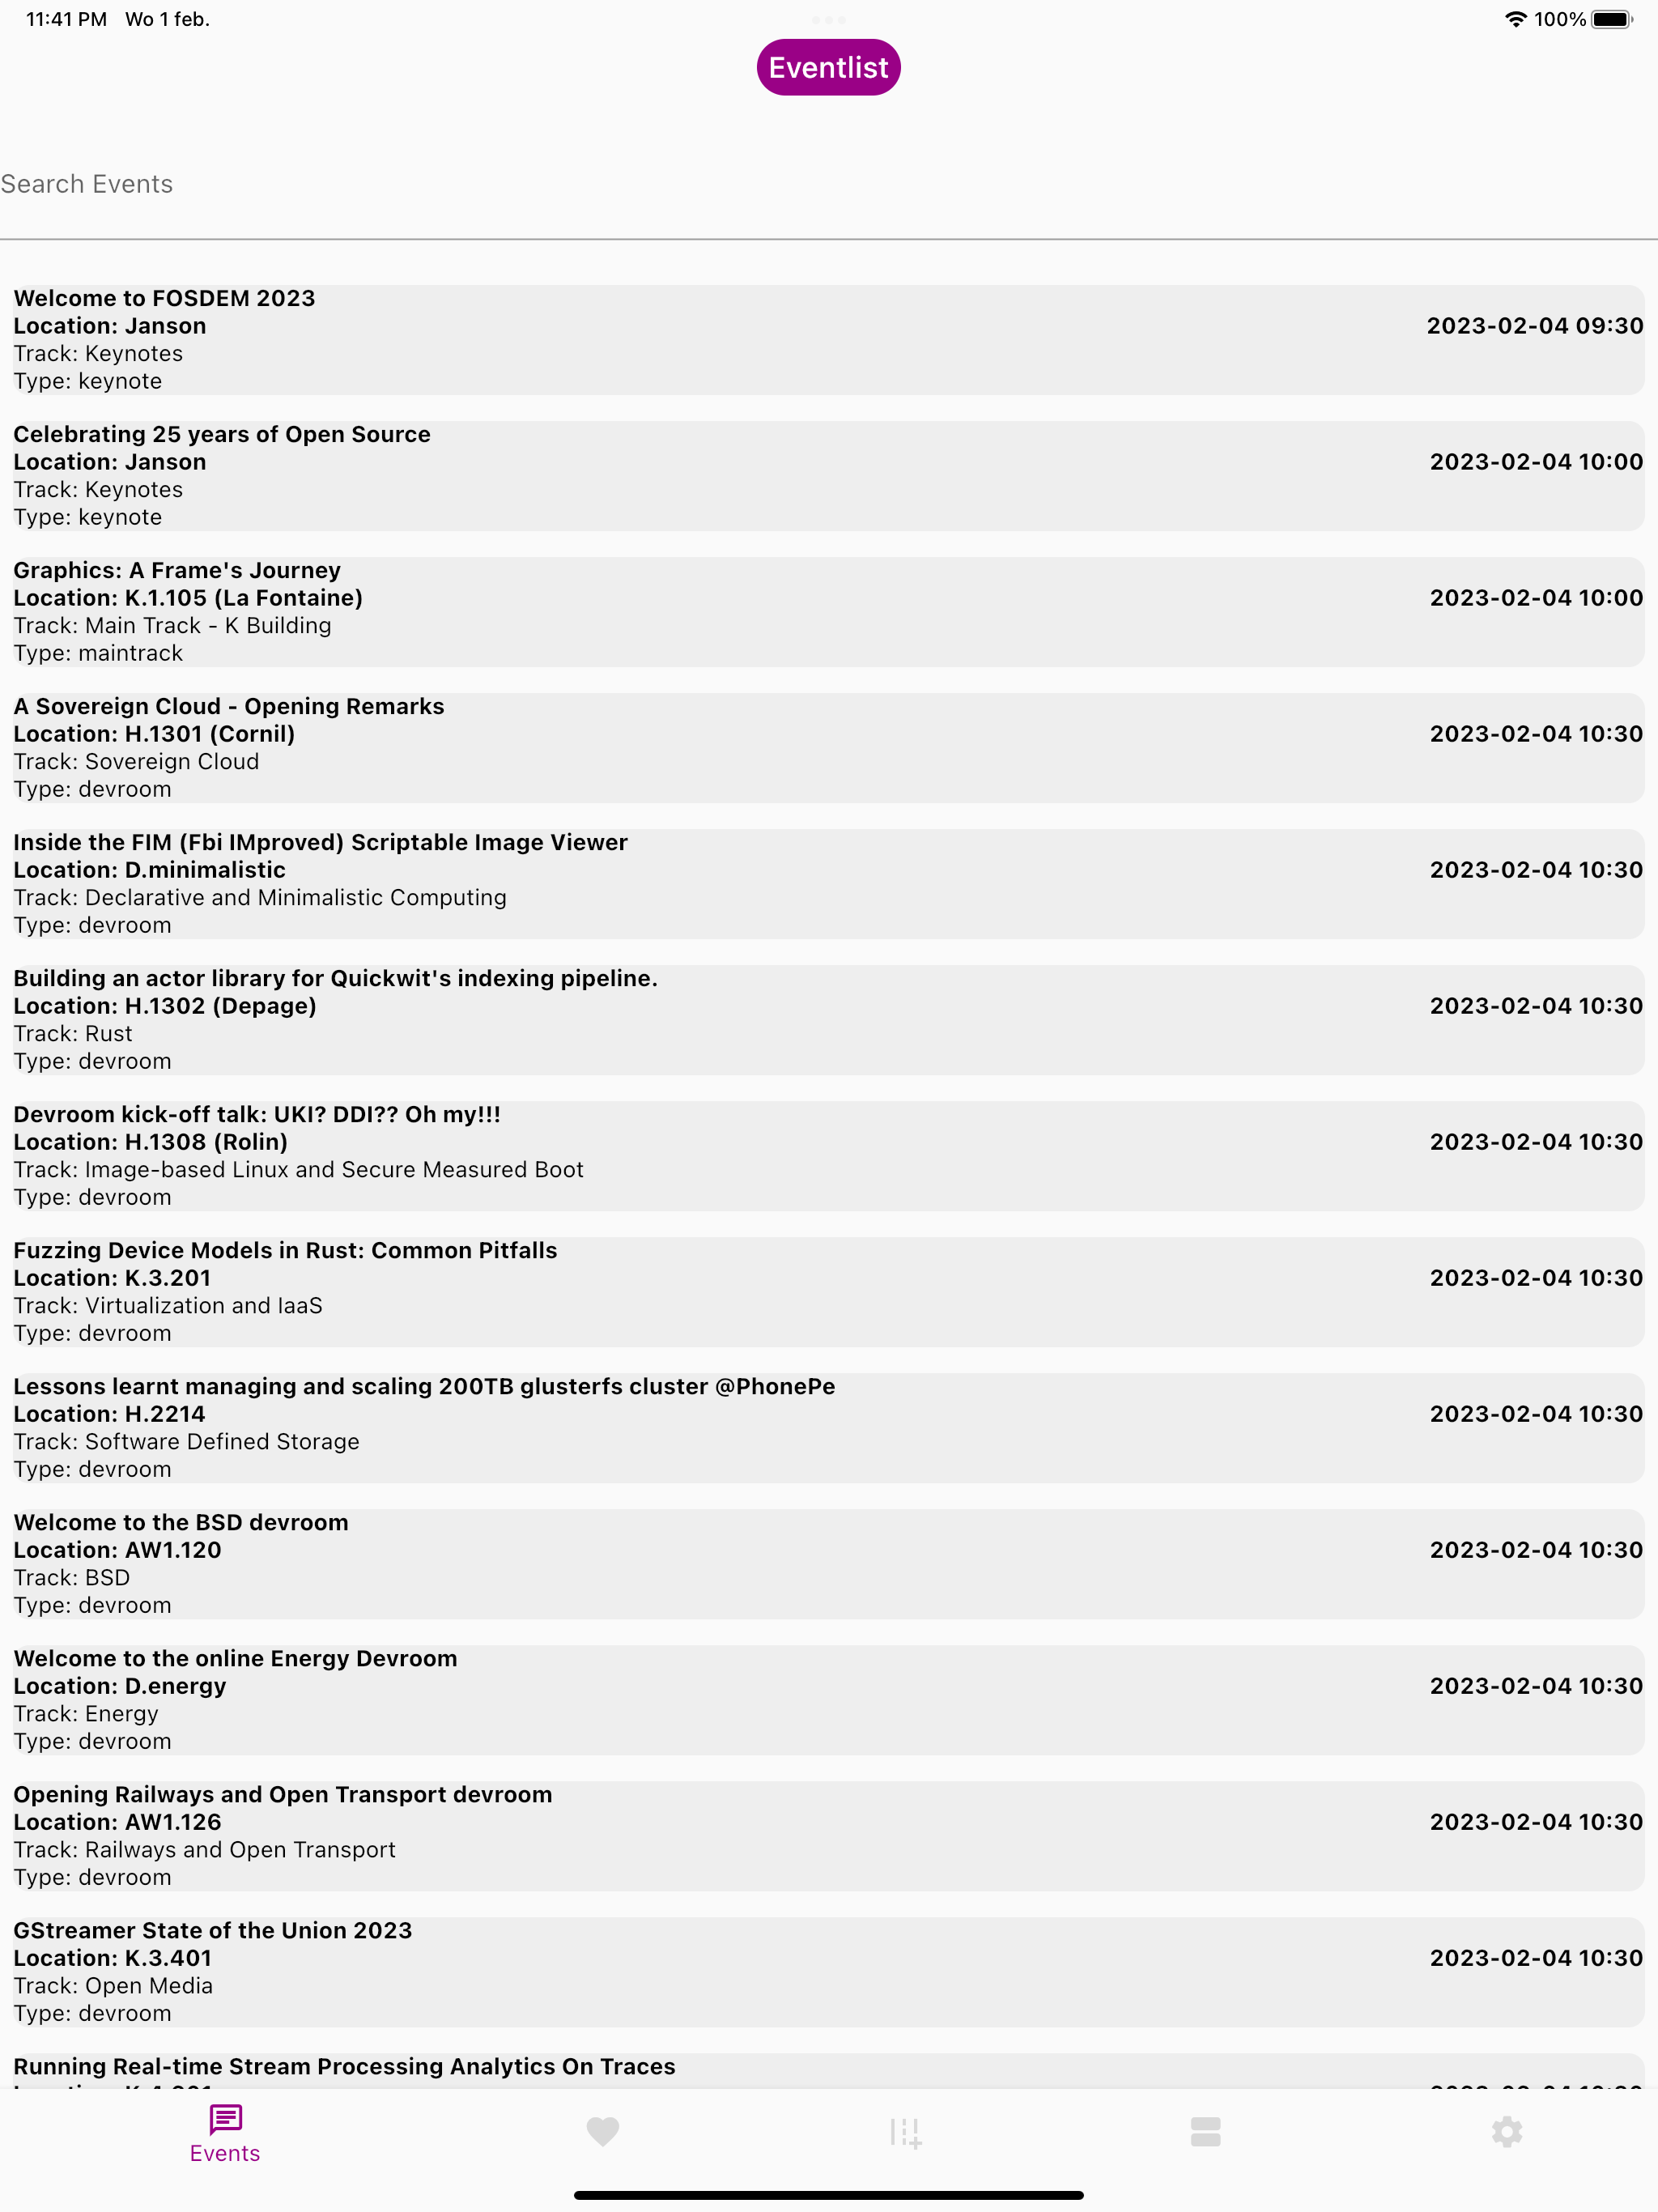 11:41 PM Wo 1 feb. 100%
Eventlist
Search Events
Welcome to FOSDEM 2023
Location: Janson 2023-02-04 09:30
Track: Keynotes
Type: keynote
Celebrating 25 years of Open Source
Location: Janson 2023-02-04 10:00
Track: Keynotes
Type: keynote
Graphics: A Frame's Journey
Location: K.1.105 (La Fontaine) 2023-02-04 10:00
Track: Main Track - K Building
Type: maintrack
A Sovereign Cloud - Opening Remarks
Location: H.1301 (Cornil) 2023-02-04 10:30
Track: Sovereign Cloud
Type: devroom
Inside the FIM (Fbi IMproved) Scriptable Image Viewer
Location: D.minimalistic 2023-02-04 10:30
Track: Declarative and Minimalistic Computing
Type: devroom
Building an actor library for Quickwit's indexing pipeline.
Location: H.1302 (Depage) 2023-02-04 10:30
Track: Rust
Type: devroom
Devroom kick-off talk: UKI? DDI?? Oh my!!!
Location: H.1308 (Rolin) 2023-02-04 10:30
Track: Image-based Linux and Secure Measured Boot
Type: devroom
Fuzzing Device Models in Rust: Common Pitfalls
Location: K.3.201 2023-02-04 10:30
Track: Virtualization and IaaS
Type: devroom
Lessons learnt managing and scaling 200TB glusterfs cluster @PhonePe
Location: H.2214 2023-02-04 10:30
Track: Software Defined Storage
Type: devroom
Welcome to the BSD devroom
Location: AW1.120 2023-02-04 10:30
Track: BSD
Type: devroom
Welcome to the online Energy Devroom
Location: D.energy 2023-02-04 10:30
Track: Energy
Type: devroom
Opening Railways and Open Transport devroom
Location: AW1.126 2023-02-04 10:30
Track: Railways and Open Transport
Type: devroom
GStreamer State of the Union 2023
Location: K.3.401 2023-02-04 10:30
Track: Open Media
Type: devroom
Running Real-time Stream Processing Analytics On Traces
Events